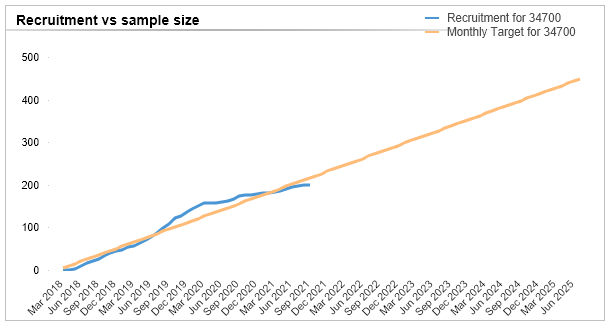 Recruitment vs sample size
Recruitment for 34700
Monthly Target for 34700
500
400
300
200
100
0
Mar 2018
Jun 2018
Sep 2018
Dec 2018
Mar 2019
Jun 2019
Sep 2019
Dec 2019
Mar 2020
Jun 2020
Sep 2020
Dec 2020
Mar 2021
Jun 2021
Sep 2021
Dec 2021
Mar 2022
Jun 2022
Sep 2022
Dec 2022
Mar 2023
Jun 2023
Sep 2023
Dec 2023
Mar 2024
Jun 2024
Sep 2024
Dec 2024
Mar 2025
Jun 2025